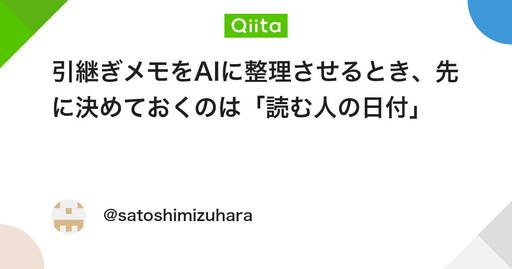 Qiita
引継ぎメモをAIに整理させるとき、先
に決めておくのは「読む人の日付」
@satoshimizuhara